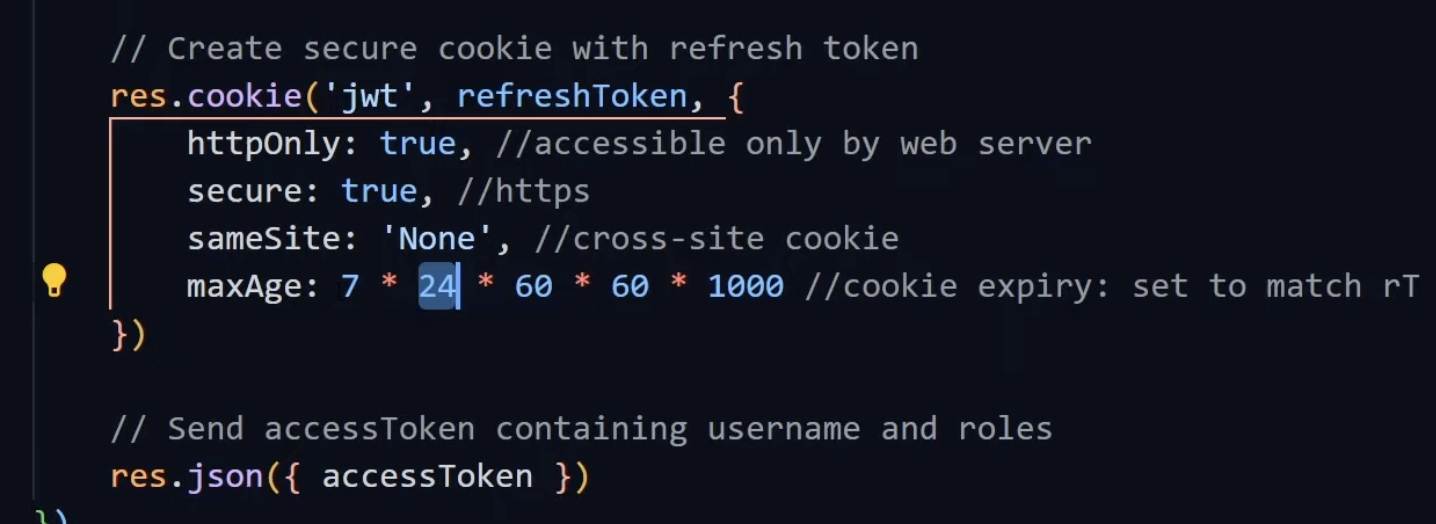 // Create secure cookie with refresh token
res.cookie('jwt', refreshToken, {
httpOnly: true, //accessible only by web server
secure: true, //https
sameSite: 'None', //cross-site cookie
maxAge: 7 * 24 * 60 * 60 * 1000 //cookie expiry: set to match rT
})
// Send accessToken containing username and roles
res.json({ accessToken })
})